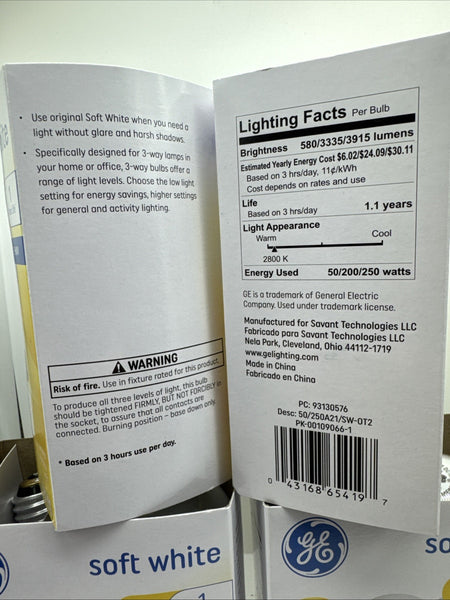 • Use original Soft White when you need a
light without glare and harsh shadows.
• Specifically designed for 3-way lamps in
your home or office, 3-way bulbs offer a
range of light levels. Choose the low light
setting for energy savings, higher settings
for general and activity lighting.
WARNING
Risk of fire. Use in fixture rated for this product.
To produce all three levels of light, this bulb
should be tightened FIRMLY, BUT NOT FORCIBLY in
the socket, to assure that all contacts are
connected. Burning position – base down only.
* Based on 3 hours use per day.
Lighting Facts Per Bulb
Brightness 580/3335/3915 lumens
Estimated Yearly Energy Cost $6.02/$24.09/$30.11
Based on 3 hrs/day, 11¢/kWh
Cost depends on rates and use
Life
Based on 3 hrs/day 1.1 years
Light Appearance
Warm Cool
2800 K
Energy Used 50/200/250 watts
GE is a trademark of General Electric
Company. Used under trademark license.
Manufactured for Savant Technologies LLC
Fabricado para Savant Technologies LLC
Nela Park, Cleveland, Ohio 44112-1719
www.gelighting.com
Made in China
Fabricado en China
PC: 93130576
Desc: 50/250A21/SW-OT2
PK-00109066-1
0 43168 65419 7
soft white
GE
so
1